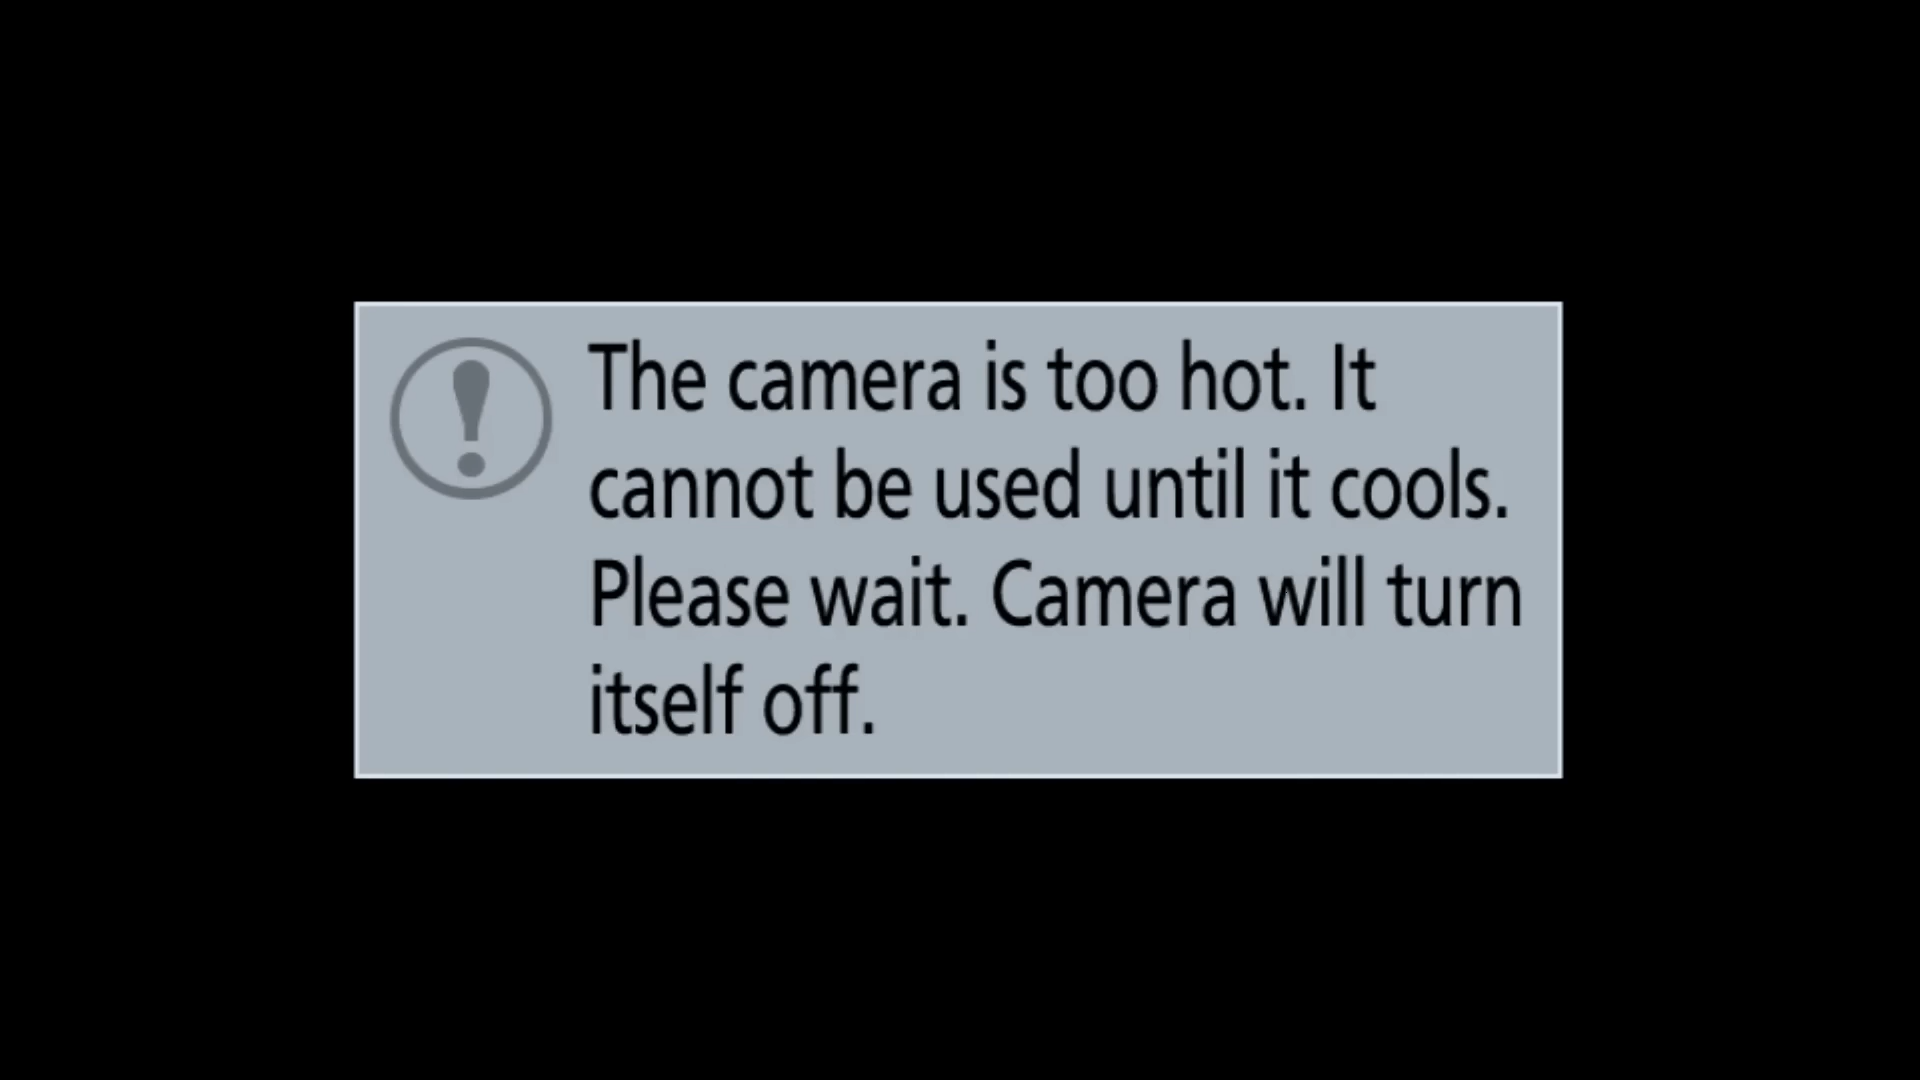 The camera is too hot. It
cannot be used until it cools.
Please wait. Camera will turn
itself off.